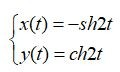 x(t) = −sh2t
y(t) = ch2t